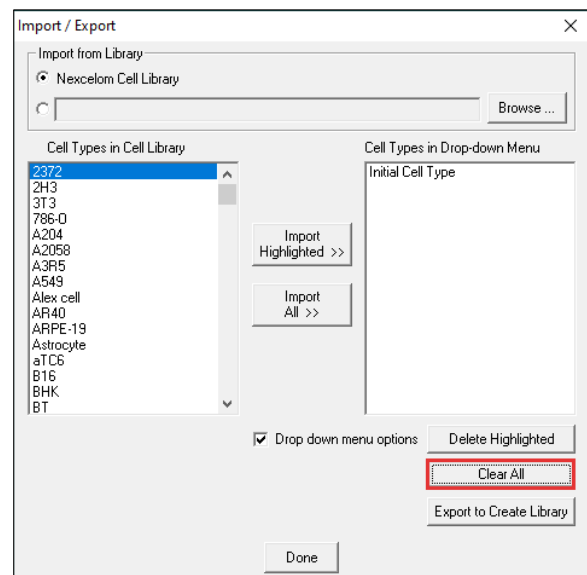 Import / Export
Import from Library
Nexcelom Cell Library
Browse ...
Cell Types in Cell Library
2372
2H3
3T3
786-O
A204
A2058
A3R5
A549
Alex cell
AR40
ARPE-19
Astrocyte
aTC6
B16
BHK
BT
Import
Highlighted >>
Import
All >>
Cell Types in Drop-down Menu
Initial Cell Type
Drop down menu options
Delete Highlighted
Clear All
Export to Create Library
Done